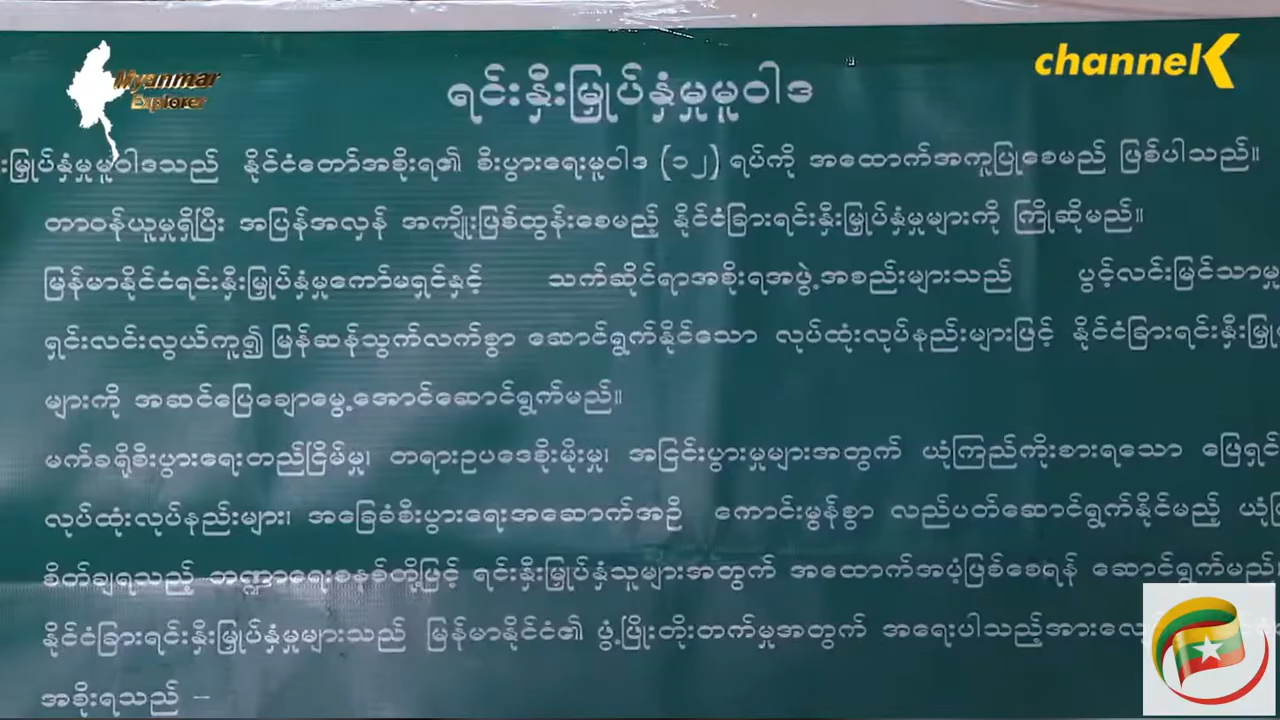 Myanmar
Explorer
channelK
ရင်းနှီးမြှုပ်နှံမှုမူဝါဒ
းမြှုပ်နှံမှုမူဝါဒသည် နိုင်ငံတော်အစိုးရ၏ စီးပွားရေးမူဝါဒ (၁၂) ရပ်ကို အထောက်အကူပြုစေမည် ဖြစ်ပါသည်။
တာဝန်ယူမှုရှိပြီး အပြန်အလှန် အကျိုးဖြစ်ထွန်းစေမည့် နိုင်ငံခြားရင်းနှီးမြှုပ်နှံမှုများကို ကြိုဆိုမည်။
မြန်မာနိုင်ငံရင်းနှီးမြှုပ်နှံမှုကော်မရှင်နှင့် သက်ဆိုင်ရာအစိုးရအဖွဲ့အစည်းများသည် ပွင့်လင်းမြင်သာမှု
ရှင်းလင်းလွယ်ကူ၍ မြန်ဆန်သွက်လက်စွာ ဆောင်ရွက်နိုင်သော လုပ်ထုံးလုပ်နည်းများဖြင့် နိုင်ငံခြားရင်းနှီးမြှု
များကို အဆင်ပြေချောမွေ့အောင်ဆောင်ရွက်မည်။
မက်ခရိုစီးပွားရေးတည်ငြိမ်မှု၊ တရားဥပဒေစိုးမိုးမှု၊ အငြင်းပွားမှုများအတွက် ယုံကြည်ကိုးစားရသော ဖြေရှင်
လုပ်ထုံးလုပ်နည်းများ၊ အခြေခံစီးပွားရေးအဆောက်အဦ ကောင်းမွန်စွာ လည်ပတ်ဆောင်ရွက်နိုင်မည့် ယုံကြ
စိတ်ချရသည့် ဘဏ္ဍာရေးစနစ်တို့ဖြင့် ရင်းနှီးမြှုပ်နှံသူများအတွက် အထောက်အပံ့ဖြစ်စေရန် ဆောင်ရွက်မည်။
နိုင်ငံခြားရင်းနှီးမြှုပ်နှံမှုများသည် မြန်မာနိုင်ငံ၏ ဖွံ့ဖြိုးတိုးတက်မှုအတွက် အရေးပါသည့်အားလေ
အစိုးရသည် –